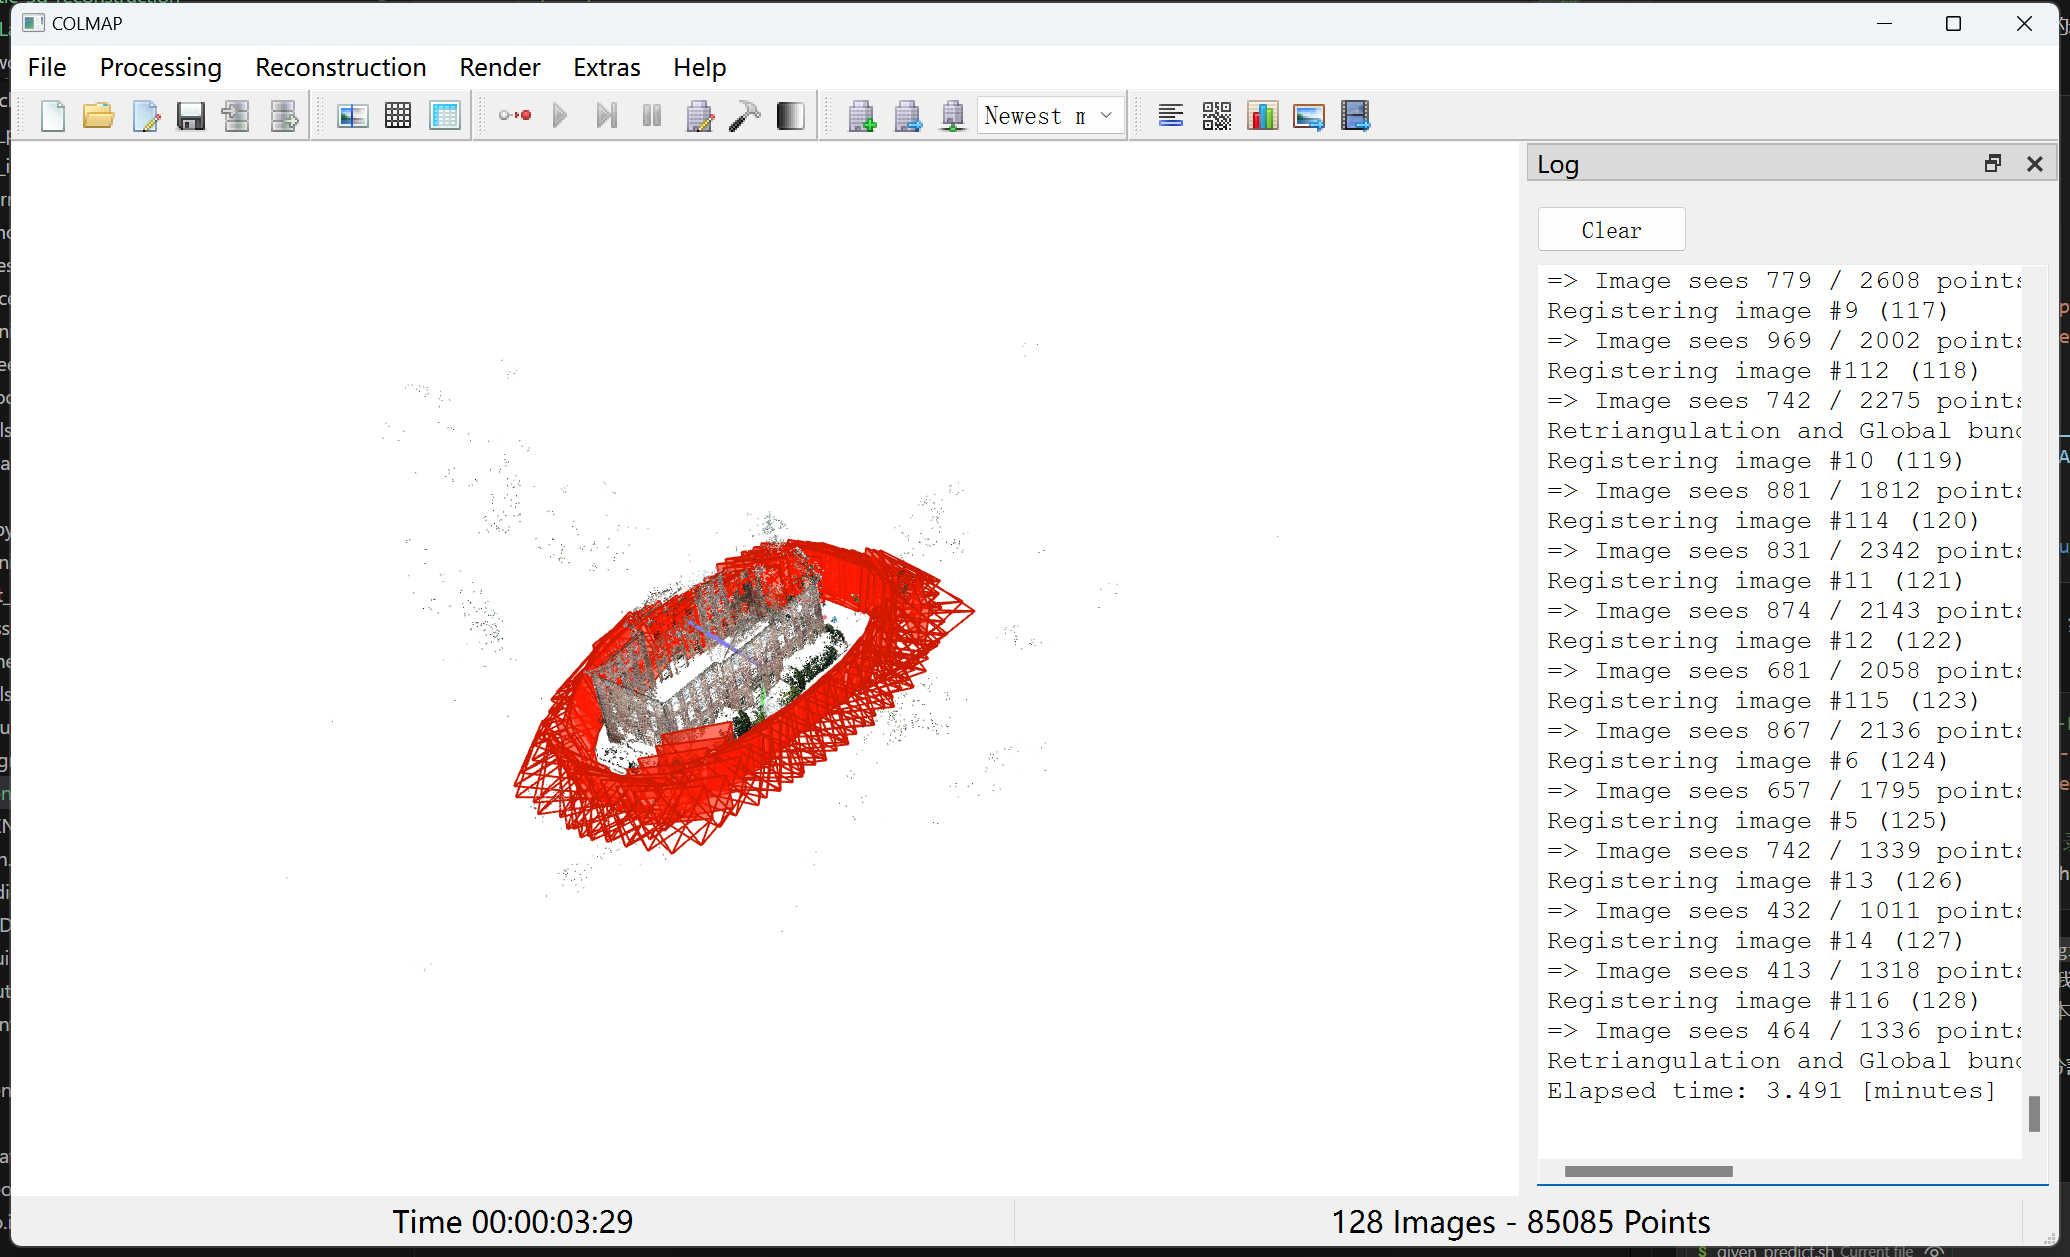 COLMAP
File Processing Reconstruction Render Extras Help
Newest m
Log
Clear
=> Image sees 779 / 2608 points
Registering image #9 (117)
=> Image sees 969 / 2002 points
Registering image #112 (118)
=> Image sees 742 / 2275 points
Retriangulation and Global bund
Registering image #10 (119)
=> Image sees 881 / 1812 points
Registering image #114 (120)
=> Image sees 831 / 2342 points
Registering image #11 (121)
=> Image sees 874 / 2143 points
Registering image #12 (122)
=> Image sees 681 / 2058 points
Registering image #115 (123)
=> Image sees 867 / 2136 points
Registering image #6 (124)
=> Image sees 657 / 1795 points
Registering image #5 (125)
=> Image sees 742 / 1339 points
Registering image #13 (126)
=> Image sees 432 / 1011 points
Registering image #14 (127)
=> Image sees 413 / 1318 points
Registering image #116 (128)
=> Image sees 464 / 1336 points
Retriangulation and Global bund
Elapsed time: 3.491 [minutes]
Time 00:00:03:29
128 Images - 85085 Points
given_predict.sh Current file